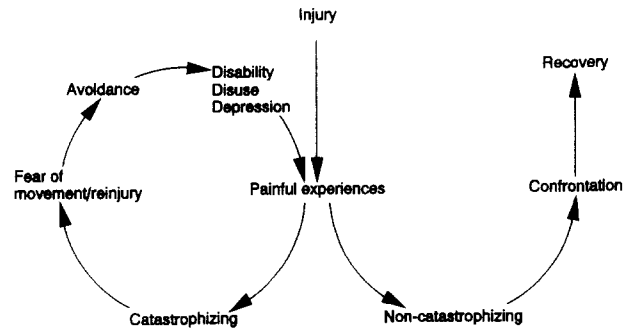 Injury
Recovery
Avoidance
Disability
Disuse
Depression
Fear of
movement/reinjury
Painful experiences
Confrontation
Catastrophizing
Non-catastrophizing